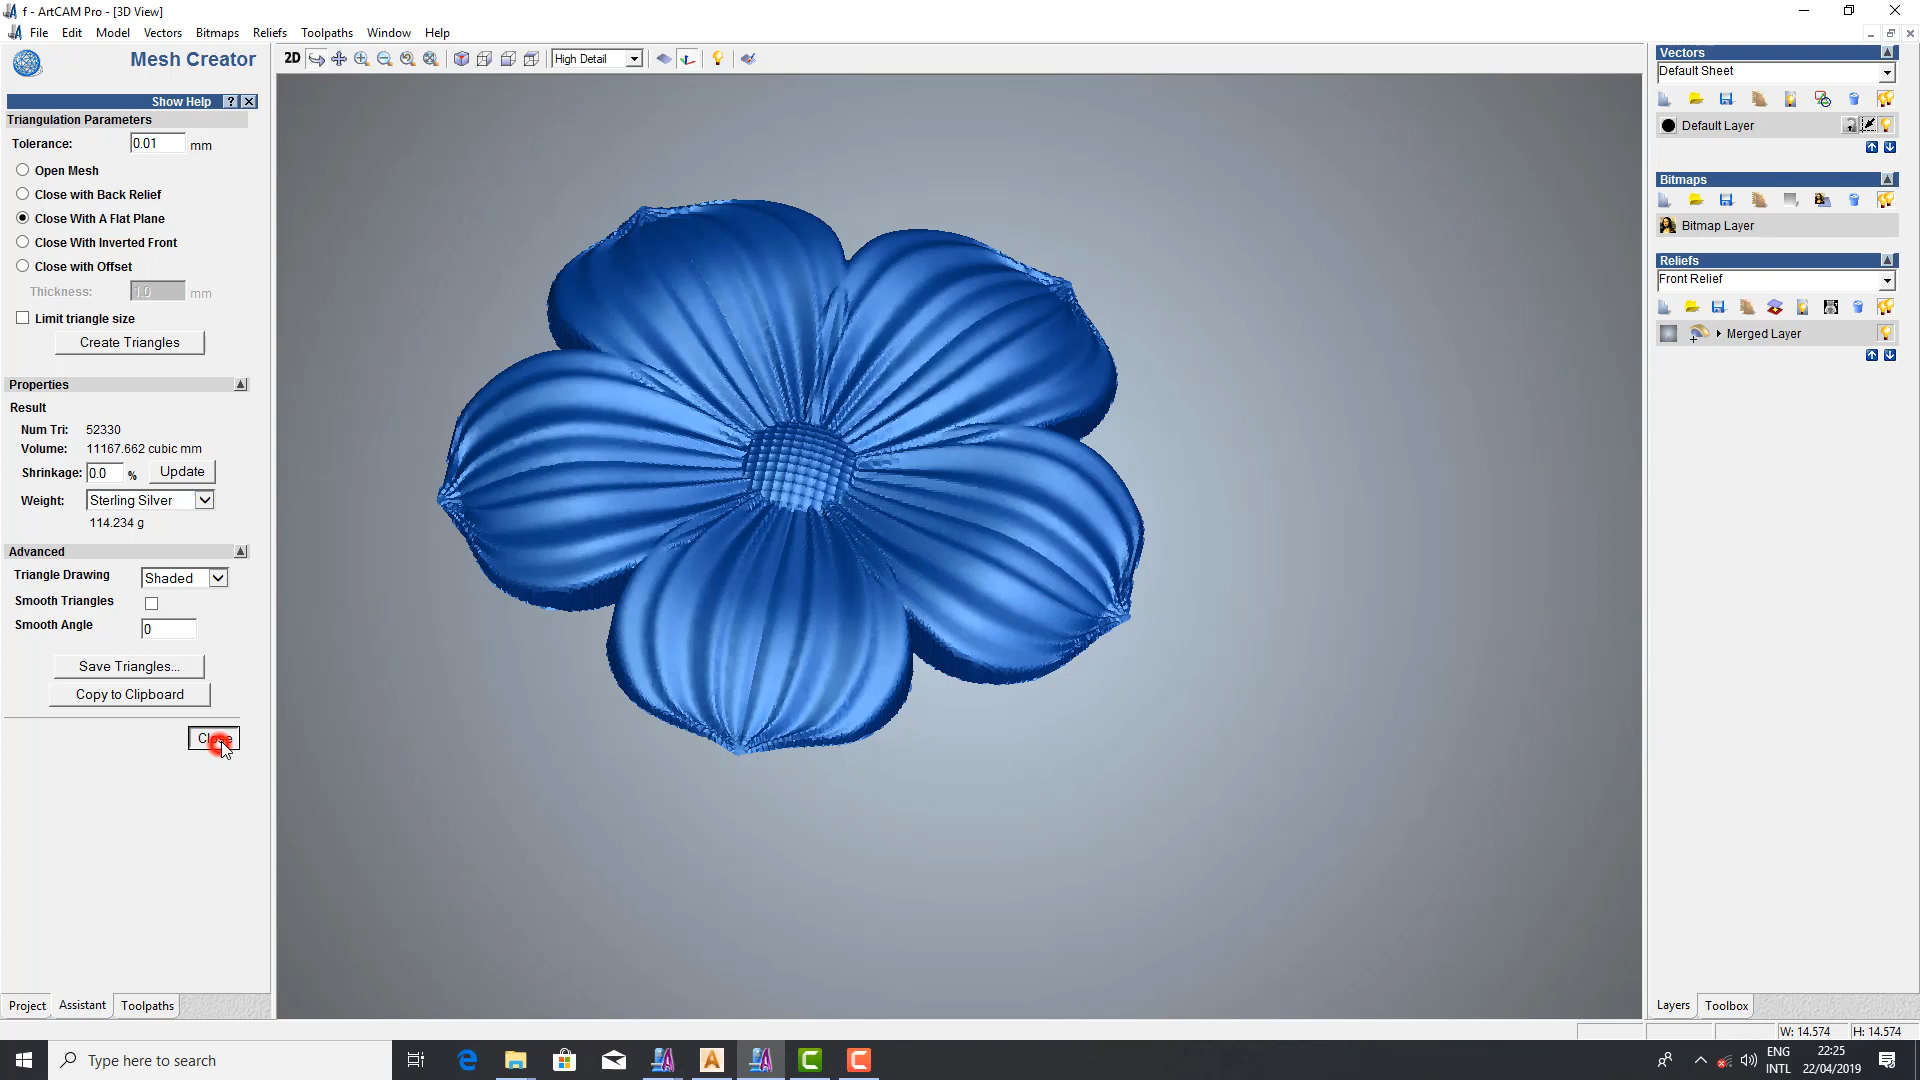 f - ArtCAM Pro - [3D View]
File Edit Model Vectors Bitmaps Reliefs Toolpaths Window Help
Mesh Creator
2D High Detail
Show Help ? X
Triangulation Parameters
Tolerance: 0.01 mm
Open Mesh
Close with Back Relief
Close With A Flat Plane
Close With Inverted Front
Close with Offset
Thickness: 1.0 mm
Limit triangle size
Create Triangles
Properties
Result
Num Tri: 52330
Volume: 11167.662 cubic mm
Shrinkage: 0.0 % Update
Weight: Sterling Silver
114.234 g
Advanced
Triangle Drawing Shaded
Smooth Triangles
Smooth Angle 0
Save Triangles...
Copy to Clipboard
Close
Project Assistant Toolpaths
Vectors
Default Sheet
Default Layer
Bitmaps
Bitmap Layer
Reliefs
Front Relief
Merged Layer
Layers Toolbox
W: 14.574 H: 14.574
Type here to search
ENG
INTL
22:25
22/04/2019